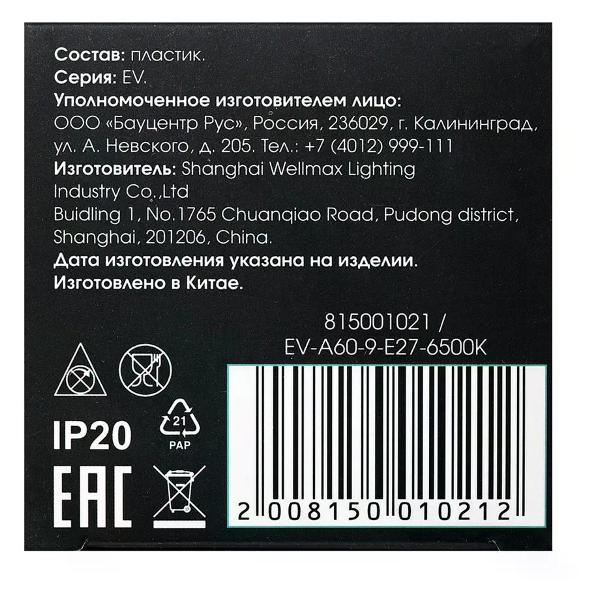 Состав: пластик.
Серия: EV.
Уполномоченное изготовителем лицо:
ООО «Бауцентр Рус», Россия, 236029, г. Калининград,
ул. А. Невского, д. 205. Тел.: +7 (4012) 999-111
Изготовитель: Shanghai Wellmax Lighting
Industry Co.,Ltd
Buidling 1, No.1765 Chuanqiao Road, Pudong district,
Shanghai, 201206, China.
Дата изготовления указана на изделии.
Изготовлено в Китае.
815001021 /
EV-A60-9-E27-6500K
IP20
21
PAP
EAC
2 008150 010212